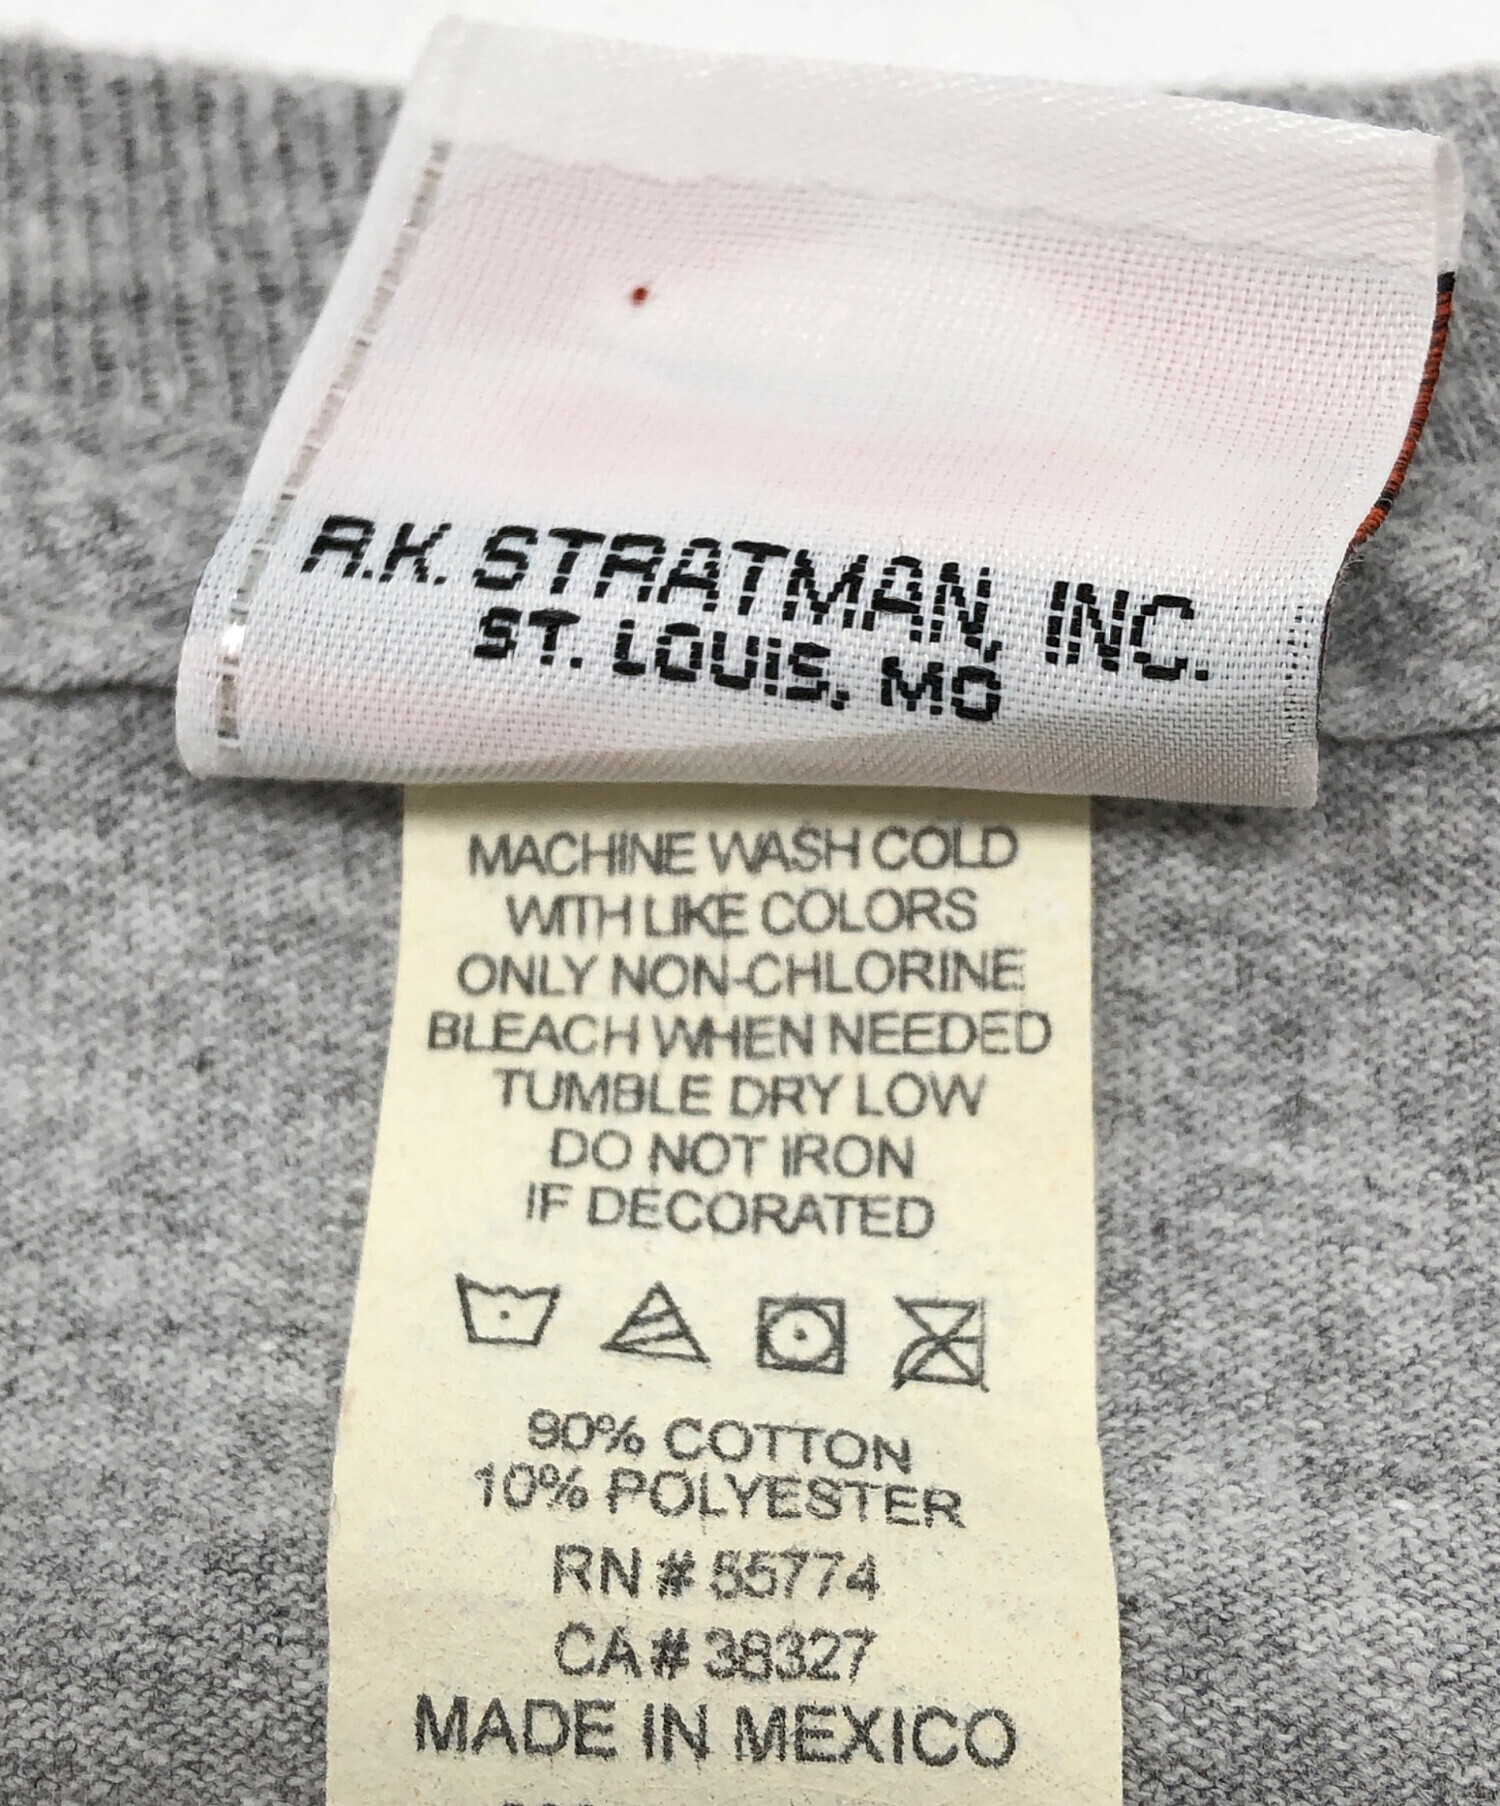 R.K. STRATMAN, INC.
ST. LOUIS, MO
MACHINE WASH COLD
WITH LIKE COLORS
ONLY NON-CHLORINE
BLEACH WHEN NEEDED
TUMBLE DRY LOW
DO NOT IRON
IF DECORATED
90% COTTON
10% POLYESTER
RN # 55774
CA# 38327
MADE IN MEXICO